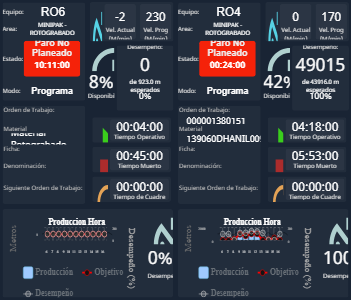 Equipo:
RO6
Area:
MINIPAK -
ROTOGRABADO
-2
Vel. Actual
230
Vel. Prog
Estado:
Paro No
Planeado
10:11:00
Modo:
Programa
8%
Disponibi
Desempeño:
0
de 923.0 m
esperados
0%
Orden de Trabajo:
Material
Ficha:
Denominación:
Siguiente Orden de Trabajo:
00:04:00
Tiempo Operativo
00:45:00
Tiempo Muerto
00:00:00
Tiempo de Cuadre
Produccion Hora
Metros
Desempeño (%)
Producción
Objetivo
Desempeño
0%
Desempe
Equipo:
RO4
Area:
MINIPAK -
ROTOGRABADO
0
Vel. Actual
170
Vel. Prog
Estado:
Paro No
Planeado
00:24:00
Modo:
Programa
42%
Disponibi
Desempeño:
49015
de 43916.0 m
esperados
100%
Orden de Trabajo:
000001380151
Material
139060DHANIL00
Ficha:
Denominación:
Siguiente Orden de Trabajo:
04:18:00
Tiempo Operativo
05:53:00
Tiempo Muerto
00:00:00
Tiempo de Cuadre
Produccion Hora
Metros
Desempeño (%)
Producción
Objetivo
Desempeño
100
Desempe